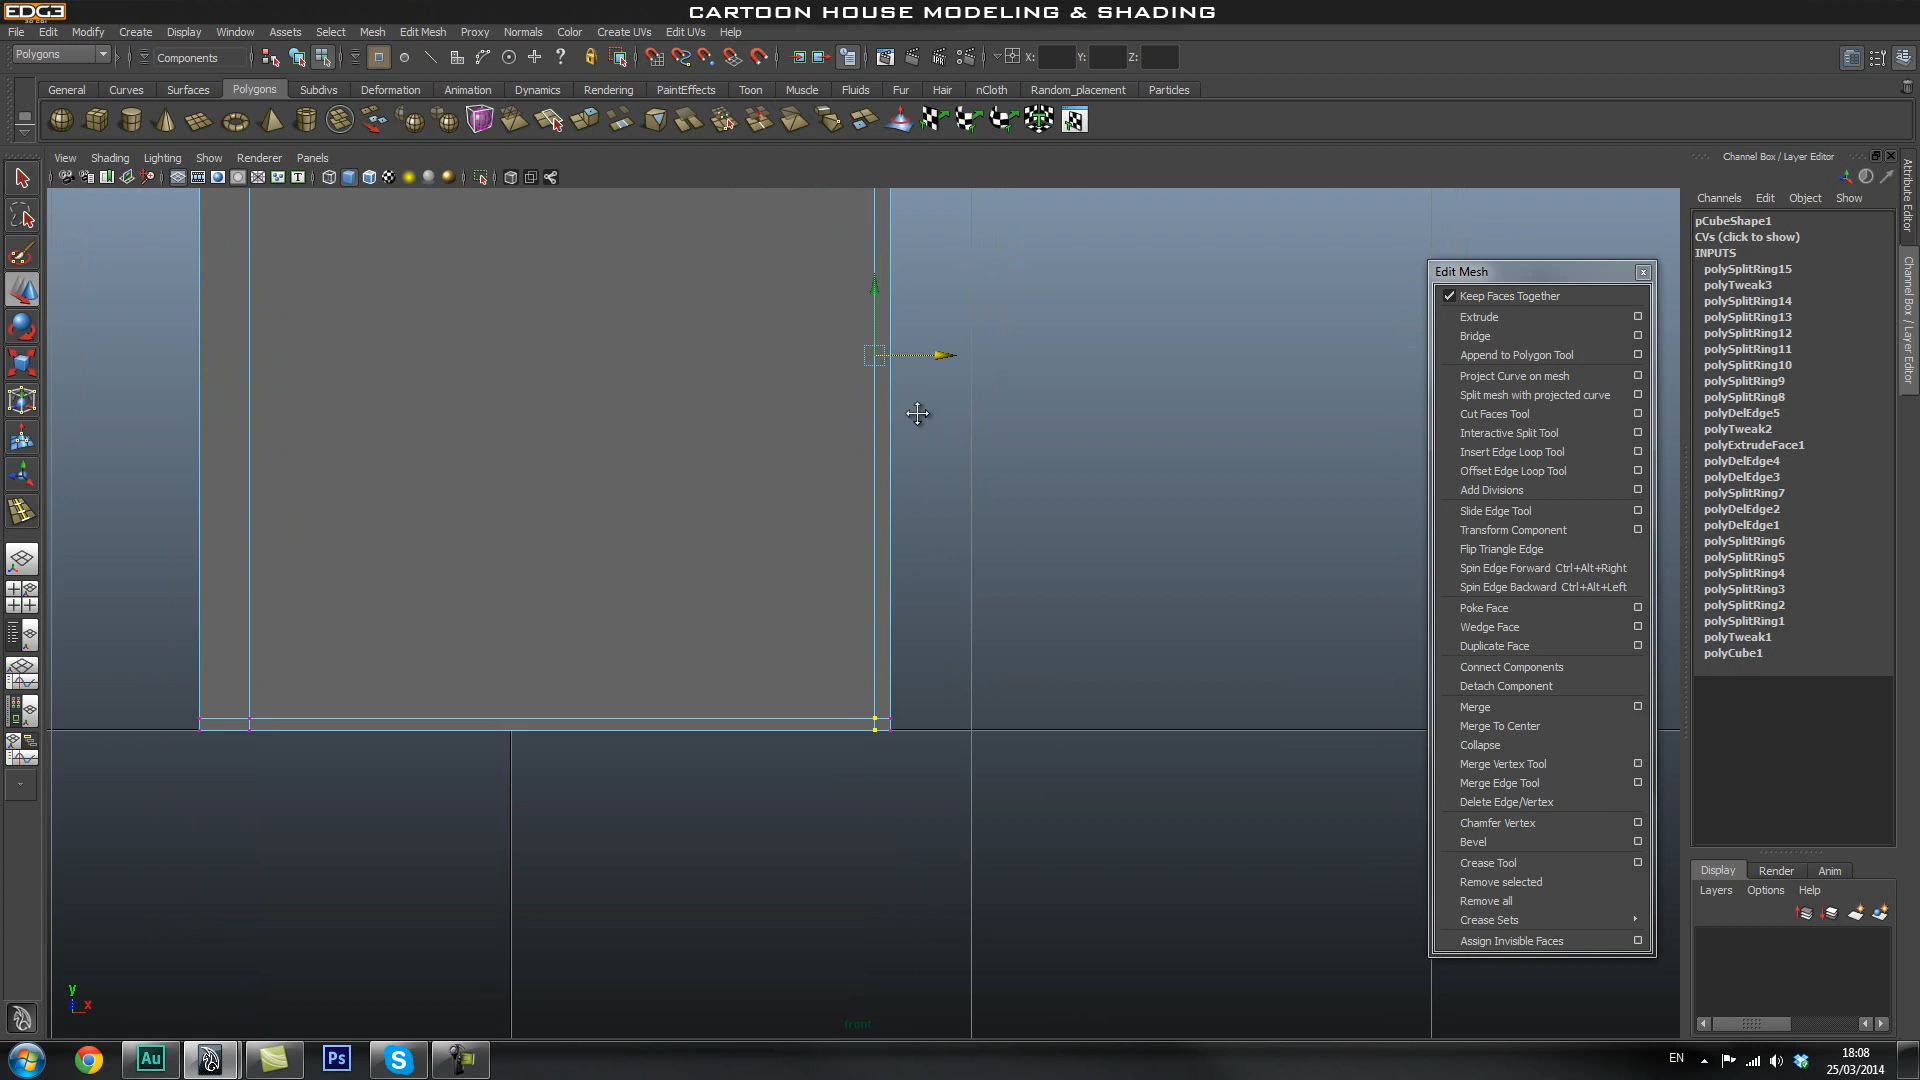 EDG3
3D CGI
CARTOON HOUSE MODELING & SHADING
File Edit Modify Create Display Window Assets Select Mesh Edit Mesh Proxy Normals Color Create UVs Edit UVs Help
Polygons Components X: Y: Z:
General Curves Surfaces Polygons Subdivs Deformation Animation Dynamics Rendering PaintEffects Toon Muscle Fluids Fur Hair nCloth Random_placement Particles
View Shading Lighting Show Renderer Panels
Channel Box / Layer Editor
Channels Edit Object Show
pCubeShape1
CVs (click to show)
INPUTS
polySplitRing15
polyTweak3
polySplitRing14
polySplitRing13
polySplitRing12
polySplitRing11
polySplitRing10
polySplitRing9
polySplitRing8
polyDelEdge5
polyTweak2
polyExtrudeFace1
polyDelEdge4
polyDelEdge3
polySplitRing7
polyDelEdge2
polyDelEdge1
polySplitRing6
polySplitRing5
polySplitRing4
polySplitRing3
polySplitRing2
polySplitRing1
polyTweak1
polyCube1
Attribute Editor
Channel Box / Layer Editor
Edit Mesh
Keep Faces Together
Extrude
Bridge
Append to Polygon Tool
Project Curve on mesh
Split mesh with projected curve
Cut Faces Tool
Interactive Split Tool
Insert Edge Loop Tool
Offset Edge Loop Tool
Add Divisions
Slide Edge Tool
Transform Component
Flip Triangle Edge
Spin Edge Forward Ctrl+Alt+Right
Spin Edge Backward Ctrl+Alt+Left
Poke Face
Wedge Face
Duplicate Face
Connect Components
Detach Component
Merge
Merge To Center
Collapse
Merge Vertex Tool
Merge Edge Tool
Delete Edge/Vertex
Chamfer Vertex
Bevel
Crease Tool
Remove selected
Remove all
Crease Sets
Assign Invisible Faces
Display Render Anim
Layers Options Help
y
x
front
Au
Ps
S
EN
18:08
25/03/2014